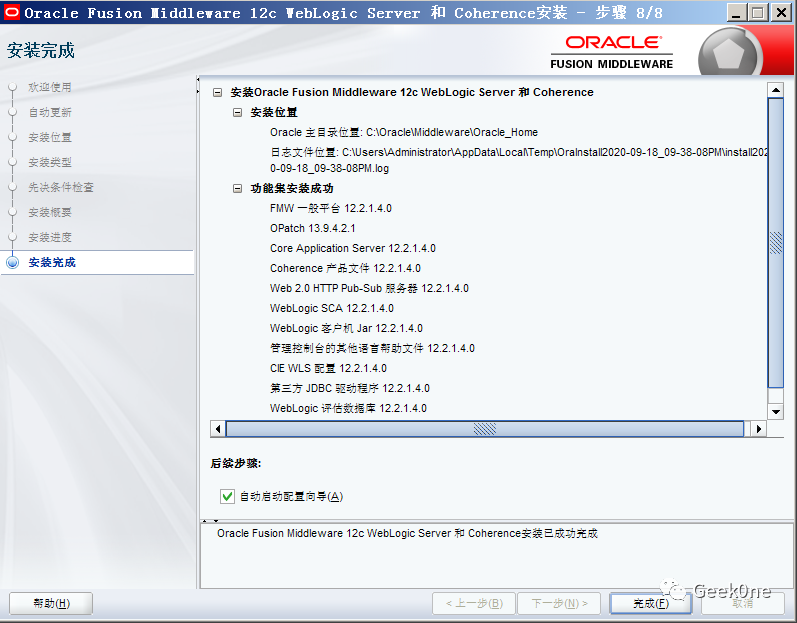 Oracle Fusion Middleware 12c WebLogic Server 和 Coherence安装 - 步骤 8/8
安装完成
ORACLE
FUSION MIDDLEWARE
欢迎使用
自动更新
安装位置
安装类型
先决条件检查
安装概要
安装进度
安装完成
安装Oracle Fusion Middleware 12c WebLogic Server 和 Coherence
安装位置
Oracle 主目录位置: C:\Oracle\Middleware\Oracle_Home
日志文件位置: C:\Users\Administrator\AppData\Local\Temp\OraInstall2020-09-18_09-38-08PM\install202
0-09-18_09-38-08PM.log
功能集安装成功
FMW 一般平台 12.2.1.4.0
OPatch 13.9.4.2.1
Core Application Server 12.2.1.4.0
Coherence 产品文件 12.2.1.4.0
Web 2.0 HTTP Pub-Sub 服务器 12.2.1.4.0
WebLogic SCA 12.2.1.4.0
WebLogic 客户机 Jar 12.2.1.4.0
管理控制台的其他语言帮助文件 12.2.1.4.0
CIE WLS 配置 12.2.1.4.0
第三方 JDBC 驱动程序 12.2.1.4.0
WebLogic 评估数据库 12.2.1.4.0
后续步骤:
自动启动配置向导(A)
Oracle Fusion Middleware 12c WebLogic Server 和 Coherence安装已成功完成
帮助(H)
< 上一步(B)
下一步(N) >
完成(F)
取消
Geek0ne